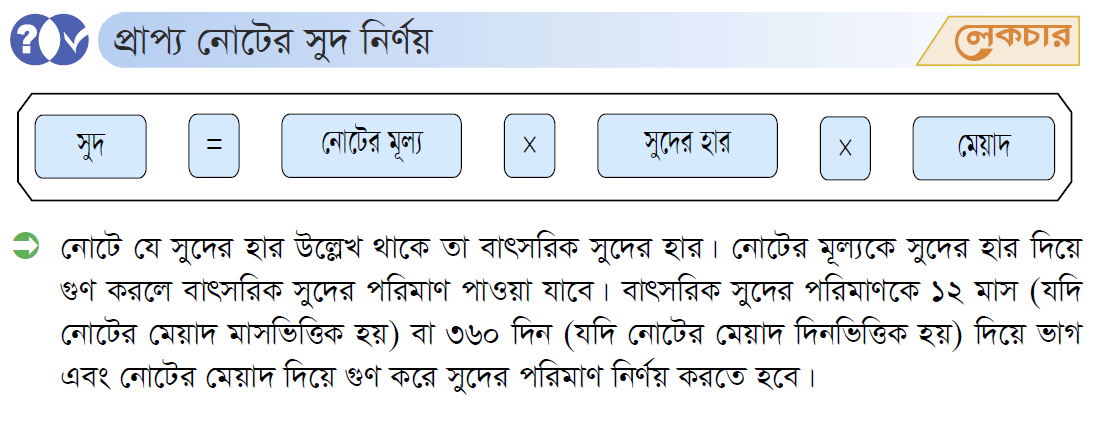 প্রাপ্য নোটের সুদ নির্ণয়
লেকচার
সুদ = নোটের মূল্য × সুদের হার × মেয়াদ
নোটে যে সুদের হার উল্লেখ থাকে তা বাৎসরিক সুদের হার। নোটের মূল্যকে সুদের হার দিয়ে
গুণ করলে বাৎসরিক সুদের পরিমাণ পাওয়া যাবে। বাৎসরিক সুদের পরিমাণকে ১২ মাস (যদি
নোটের মেয়াদ মাসভিত্তিক হয়) বা ৩৬০ দিন (যদি নোটের মেয়াদ দিনভিত্তিক হয়) দিয়ে ভাগ
এবং নোটের মেয়াদ দিয়ে গুণ করে সুদের পরিমাণ নির্ণয় করতে হবে।